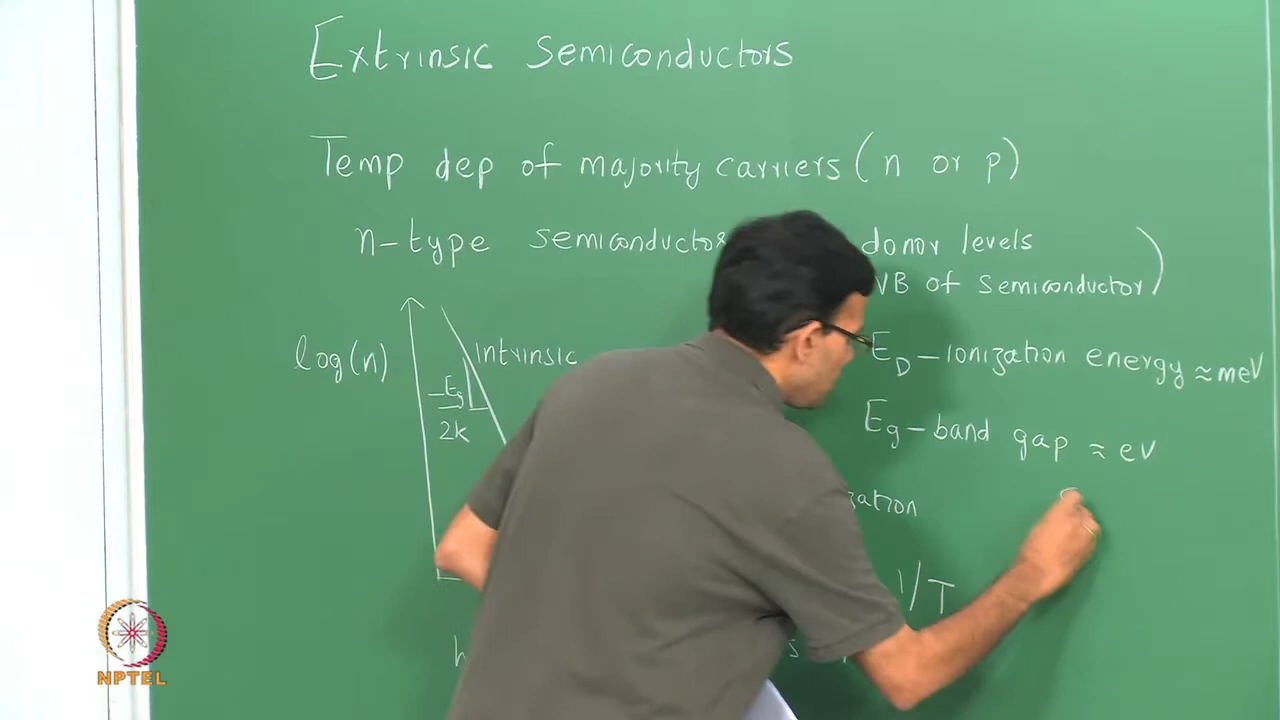 Extrinsic semiconductors
Temp dep of majority carriers (n or p)
n-type semiconductor donor levels
VB of semiconductor)
log(n)
Intrinsic
E_D - ionization energy ≈ meV
-Eg
2k
Eg - band gap ≈ eV
1/T
NPTEL